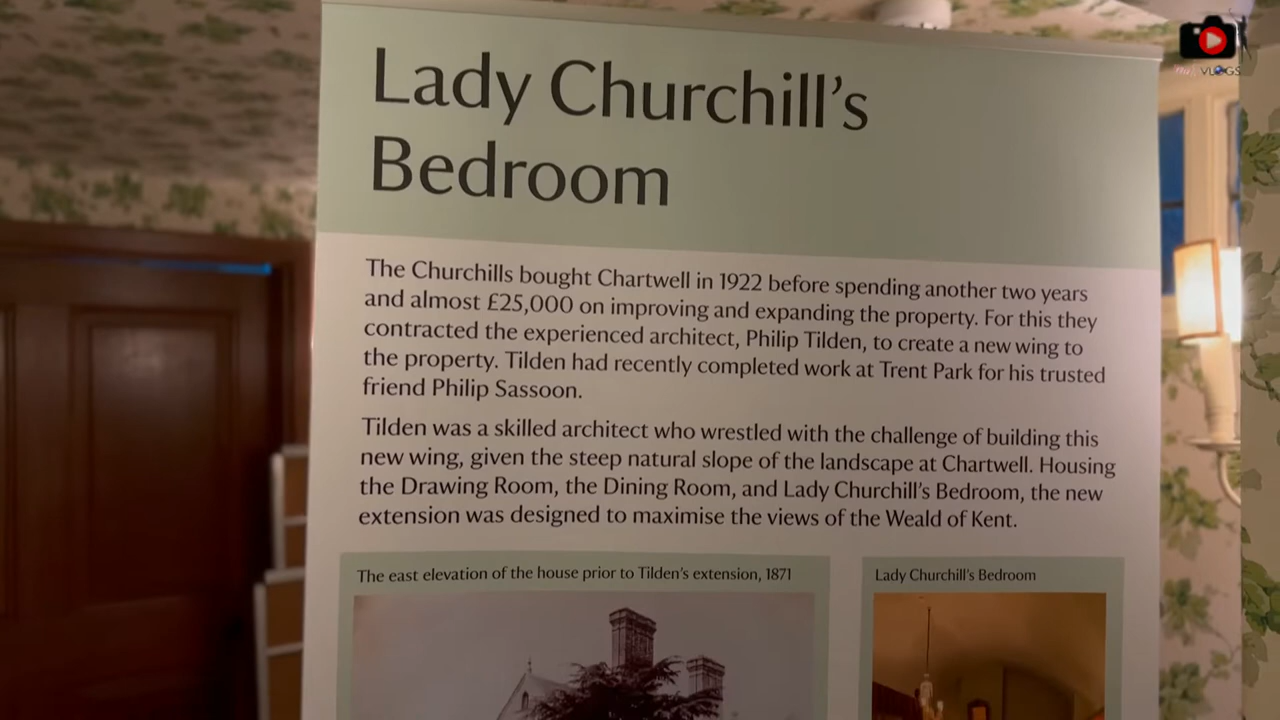 Lady Churchill's
Bedroom
The Churchills bought Chartwell in 1922 before spending another two years
and almost £25,000 on improving and expanding the property. For this they
contracted the experienced architect, Philip Tilden, to create a new wing to
the property. Tilden had recently completed work at Trent Park for his trusted
friend Philip Sassoon.
Tilden was a skilled architect who wrestled with the challenge of building this
new wing, given the steep natural slope of the landscape at Chartwell. Housing
the Drawing Room, the Dining Room, and Lady Churchill's Bedroom, the new
extension was designed to maximise the views of the Weald of Kent.
The east elevation of the house prior to Tilden's extension, 1871
Lady Churchill's Bedroom
VLOGS